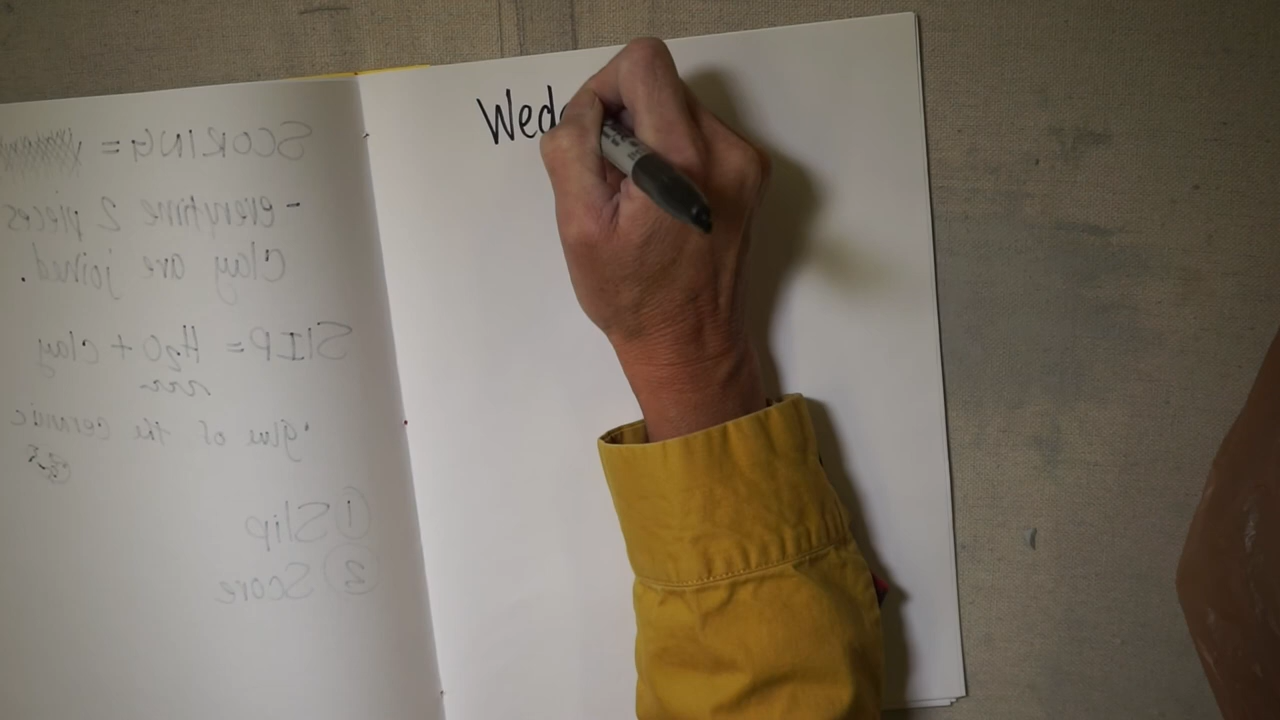 SCORING =
- everytime 2 pieces
clay are joined.
SLIP = H2O + clay
• glue of the ceramic
① Slip
② Score
Wed